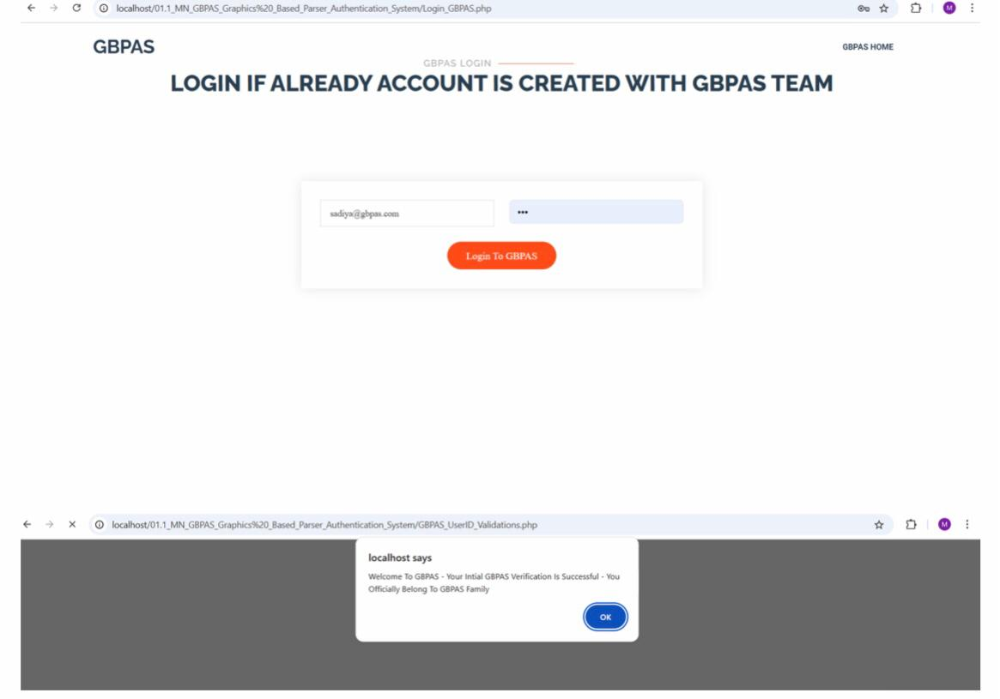 localhost/01.1_MN_GBPAS_Graphics%20_Based_Parser_Authentication_System/Login_GBPAS.php
M
GBPAS
GBPAS HOME
GBPAS LOGIN
LOGIN IF ALREADY ACCOUNT IS CREATED WITH GBPAS TEAM
sadiya@gbpas.com
•••
Login To GBPAS
localhost/01.1_MN_GBPAS_Graphics%20_Based_Parser_Authentication_System/GBPAS_UserID_Validations.php
M
localhost says
Welcome To GBPAS - Your Intial GBPAS Verification Is Successful - You
Officially Belong To GBPAS Family
OK